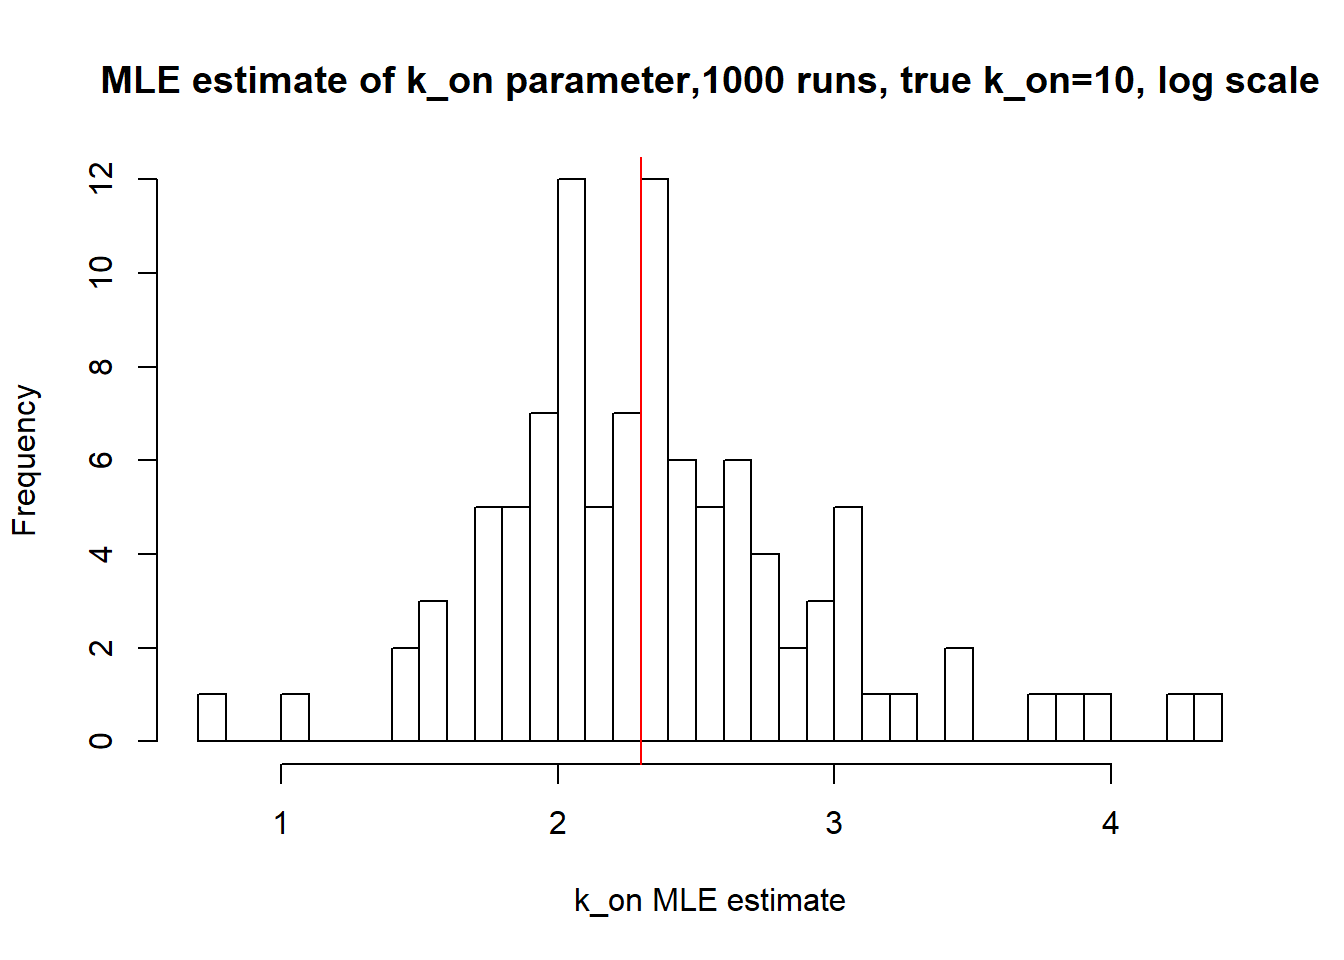 MLE estimate of k_on parameter,1000 runs, true k_on=10, log scale
12
10
8
6
4
2
0
Frequency
1 2 3 4
k_on MLE estimate